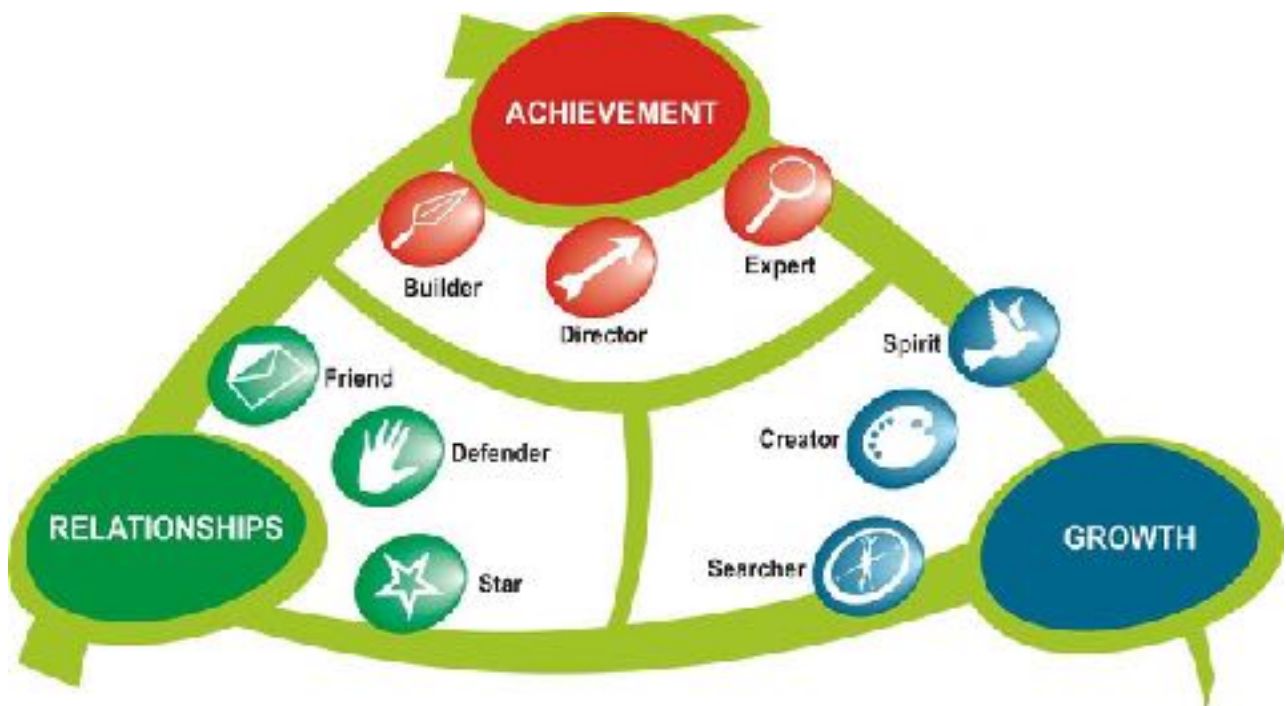 ACHIEVEMENT
Builder
Director
Expert
Friend
Defender
Star
RELATIONSHIPS
Spirit
Creator
Searcher
GROWTH